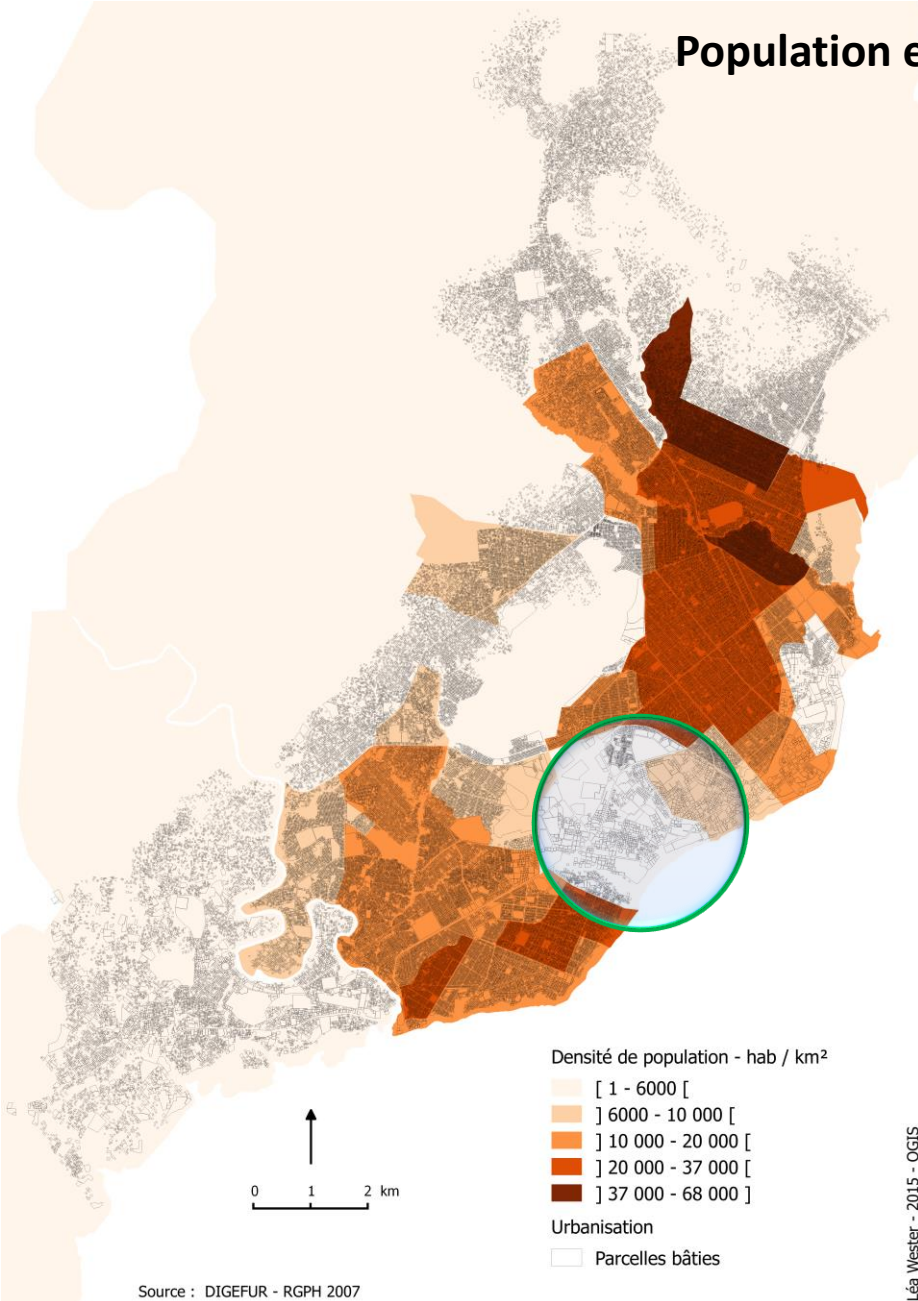 Population e
Densité de population - hab / km²
[ 1 - 6000 [
] 6000 - 10 000 [
] 10 000 - 20 000 [
] 20 000 - 37 000 [
] 37 000 - 68 000 ]
Urbanisation
Parcelles bâties
0 1 2 km
Source : DIGEFUR - RGPH 2007
Léa Wester - 2015 - OGIS